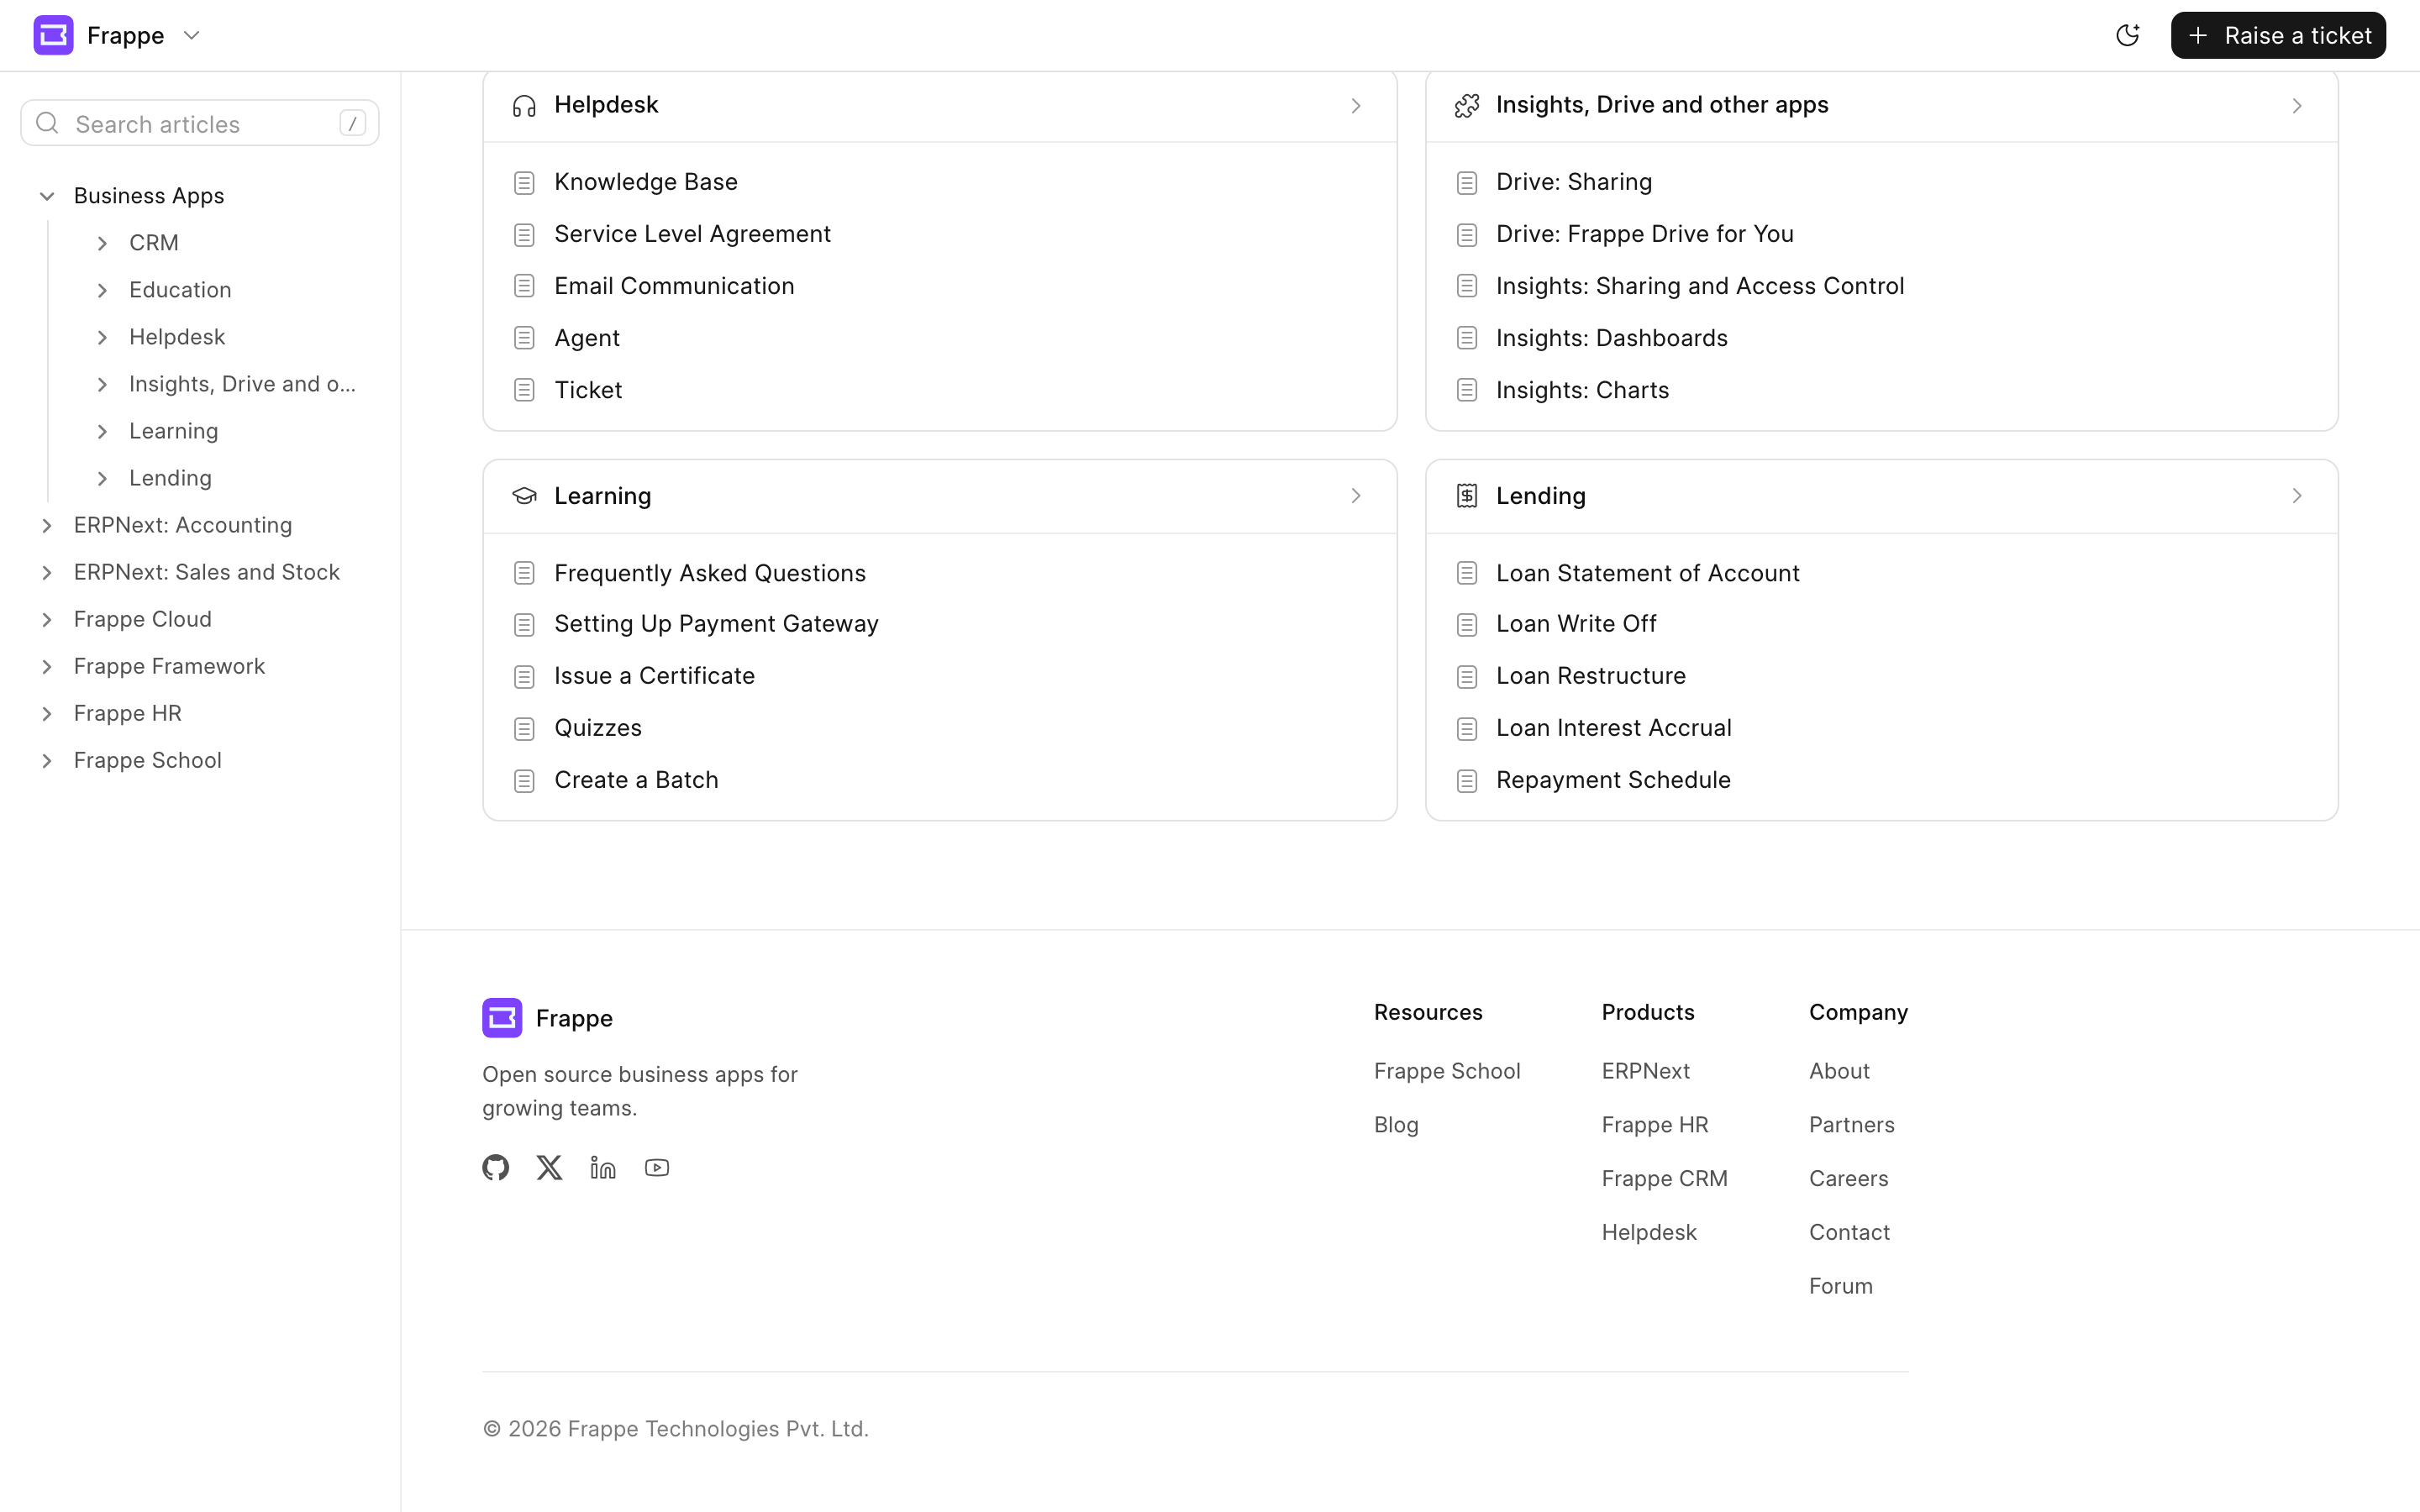 Frappe
Raise a ticket
Search articles /
Business Apps
CRM
Education
Helpdesk
Insights, Drive and o...
Learning
Lending
ERPNext: Accounting
ERPNext: Sales and Stock
Frappe Cloud
Frappe Framework
Frappe HR
Frappe School
Helpdesk
Knowledge Base
Service Level Agreement
Email Communication
Agent
Ticket
Insights, Drive and other apps
Drive: Sharing
Drive: Frappe Drive for You
Insights: Sharing and Access Control
Insights: Dashboards
Insights: Charts
Learning
Frequently Asked Questions
Setting Up Payment Gateway
Issue a Certificate
Quizzes
Create a Batch
Lending
Loan Statement of Account
Loan Write Off
Loan Restructure
Loan Interest Accrual
Repayment Schedule
Frappe
Open source business apps for
growing teams.
Resources
Frappe School
Blog
Products
ERPNext
Frappe HR
Frappe CRM
Helpdesk
Company
About
Partners
Careers
Contact
Forum
© 2026 Frappe Technologies Pvt. Ltd.